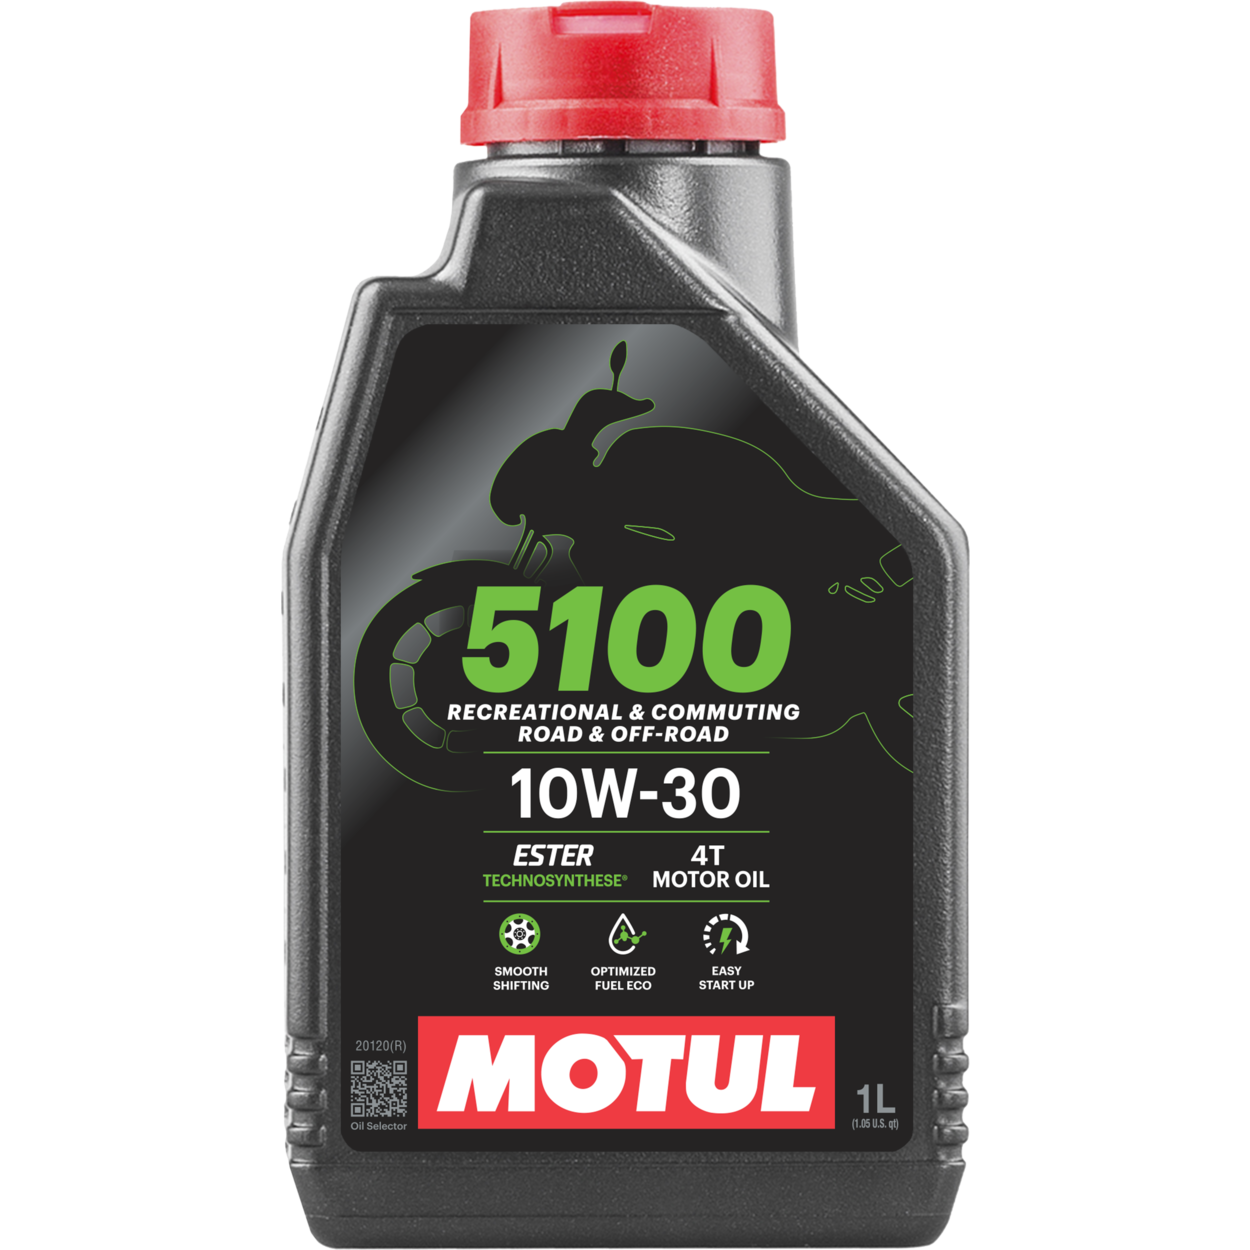 5100
RECREATIONAL & COMMUTING
ROAD & OFF-ROAD
10W-30
ESTER
TECHNOSYNTHESE®
4T
MOTOR OIL
SMOOTH
SHIFTING
OPTIMIZED
FUEL ECO
EASY
START UP
20120(R)
Oil Selector
MOTUL
1L
(1.05 U.S. qt)